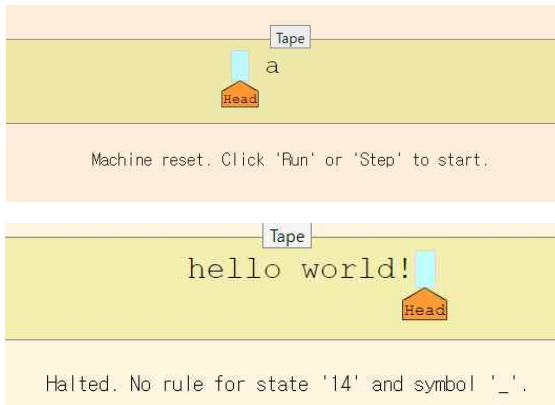 Tape
a
Head
Machine reset. Click 'Run' or 'Step' to start.
Tape
hello world!
Head
Halted. No rule for state '14' and symbol '_'.